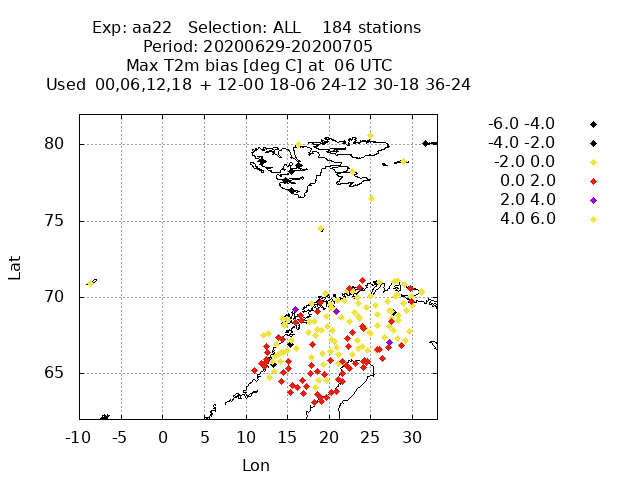 Exp: aa22   Selection: ALL    184 stations
Period: 20200629-20200705
Max T2m bias [deg C] at  06 UTC
Used  00,06,12,18  + 12-00 18-06 24-12 30-18 36-24
-6.0 -4.0
-4.0 -2.0
-2.0 0.0
0.0 2.0
2.0 4.0
4.0 6.0
80
75
70
65
Lat
-10 -5 0 5 10 15 20 25 30
Lon